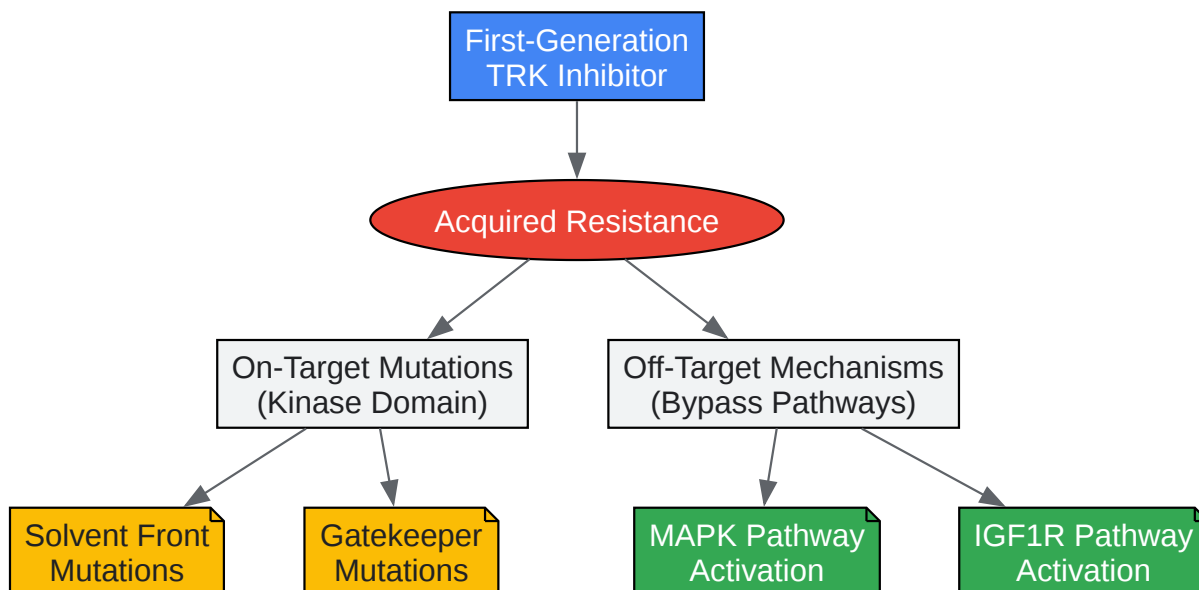 First-Generation
TRK Inhibitor
Acquired Resistance
On-Target Mutations
(Kinase Domain)
Off-Target Mechanisms
(Bypass Pathways)
Solvent Front
Mutations
Gatekeeper
Mutations
MAPK Pathway
Activation
IGF1R Pathway
Activation